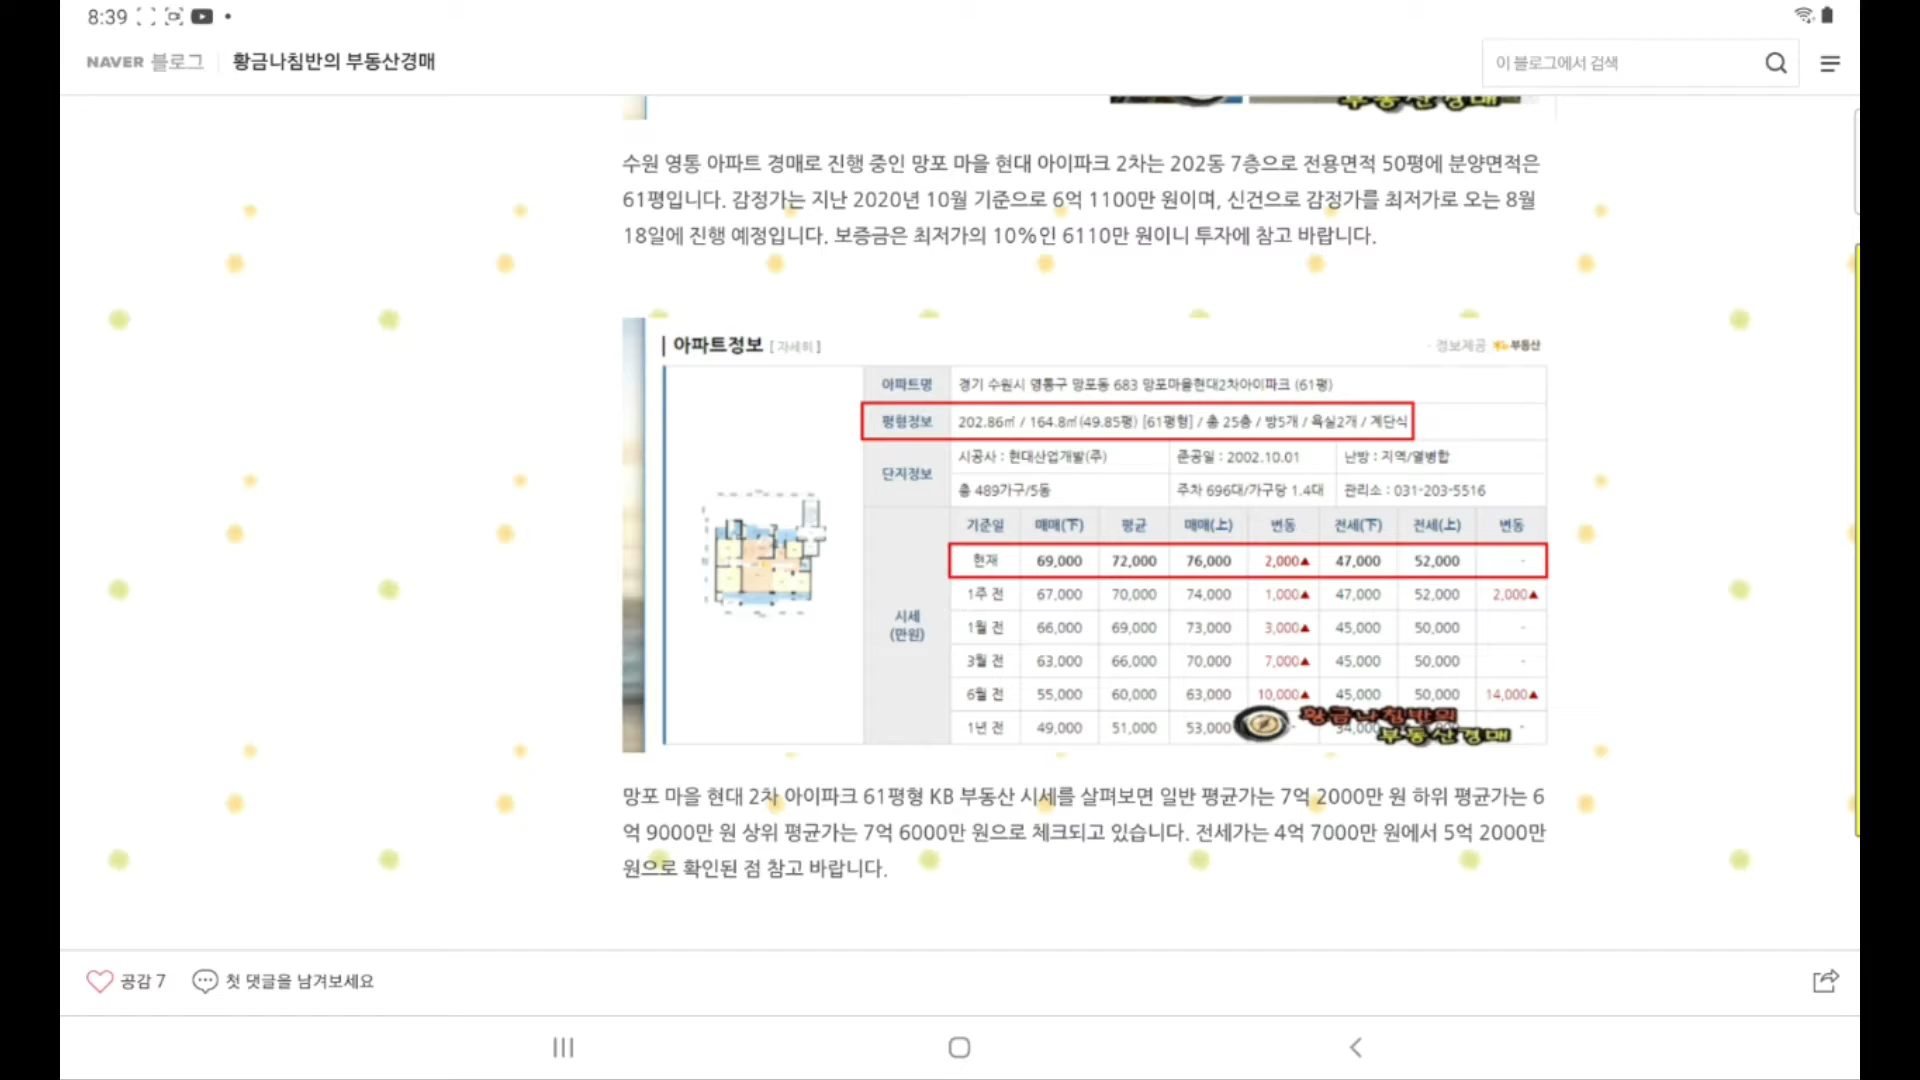 8:39
NAVER 블로그 황금나침반의 부동산경매
이 블로그에서 검색
부동산경매
수원 영통 아파트 경매로 진행 중인 망포 마을 현대 아이파크 2차는 202동 7층으로 전용면적 50평에 분양면적은
61평입니다. 감정가는 지난 2020년 10월 기준으로 6억 1100만 원이며, 신건으로 감정가를 최저가로 오는 8월
18일에 진행 예정입니다. 보증금은 최저가의 10%인 6110만 원이니 투자에 참고 바랍니다.
아파트정보 [ 자세히 ]
- 정보제공 부동산
아파트명 경기 수원시 영통구 망포동 683 망포마을현대2차아이파크 (61평)
평형정보 202.86㎡ / 164.8㎡(49.85평) [61평형] / 총 25층 / 방5개 / 욕실2개 / 계단식
단지정보
시공사 : 현대산업개발(주) 준공일 : 2002.10.01 난방 : 지역/열병합
총 489가구/5동 주차 696대/가구당 1.4대 관리소 : 031-203-5516
시세
(만원)
기준일 매매(下) 평균 매매(上) 변동 전세(下) 전세(上) 변동
현재 69,000 72,000 76,000 2,000▲ 47,000 52,000 -
1주 전 67,000 70,000 74,000 1,000▲ 47,000 52,000 2,000▲
1월 전 66,000 69,000 73,000 3,000▲ 45,000 50,000 -
3월 전 63,000 66,000 70,000 7,000▲ 45,000 50,000 -
6월 전 55,000 60,000 63,000 10,000▲ 45,000 50,000 14,000▲
1년 전 49,000 51,000 53,000 - 34,000 -
황금나침반의
부동산경매
망포 마을 현대 2차 아이파크 61평형 KB 부동산 시세를 살펴보면 일반 평균가는 7억 2000만 원 하위 평균가는 6
억 9000만 원 상위 평균가는 7억 6000만 원으로 체크되고 있습니다. 전세가는 4억 7000만 원에서 5억 2000만
원으로 확인된 점 참고 바랍니다.
공감 7 첫 댓글을 남겨보세요